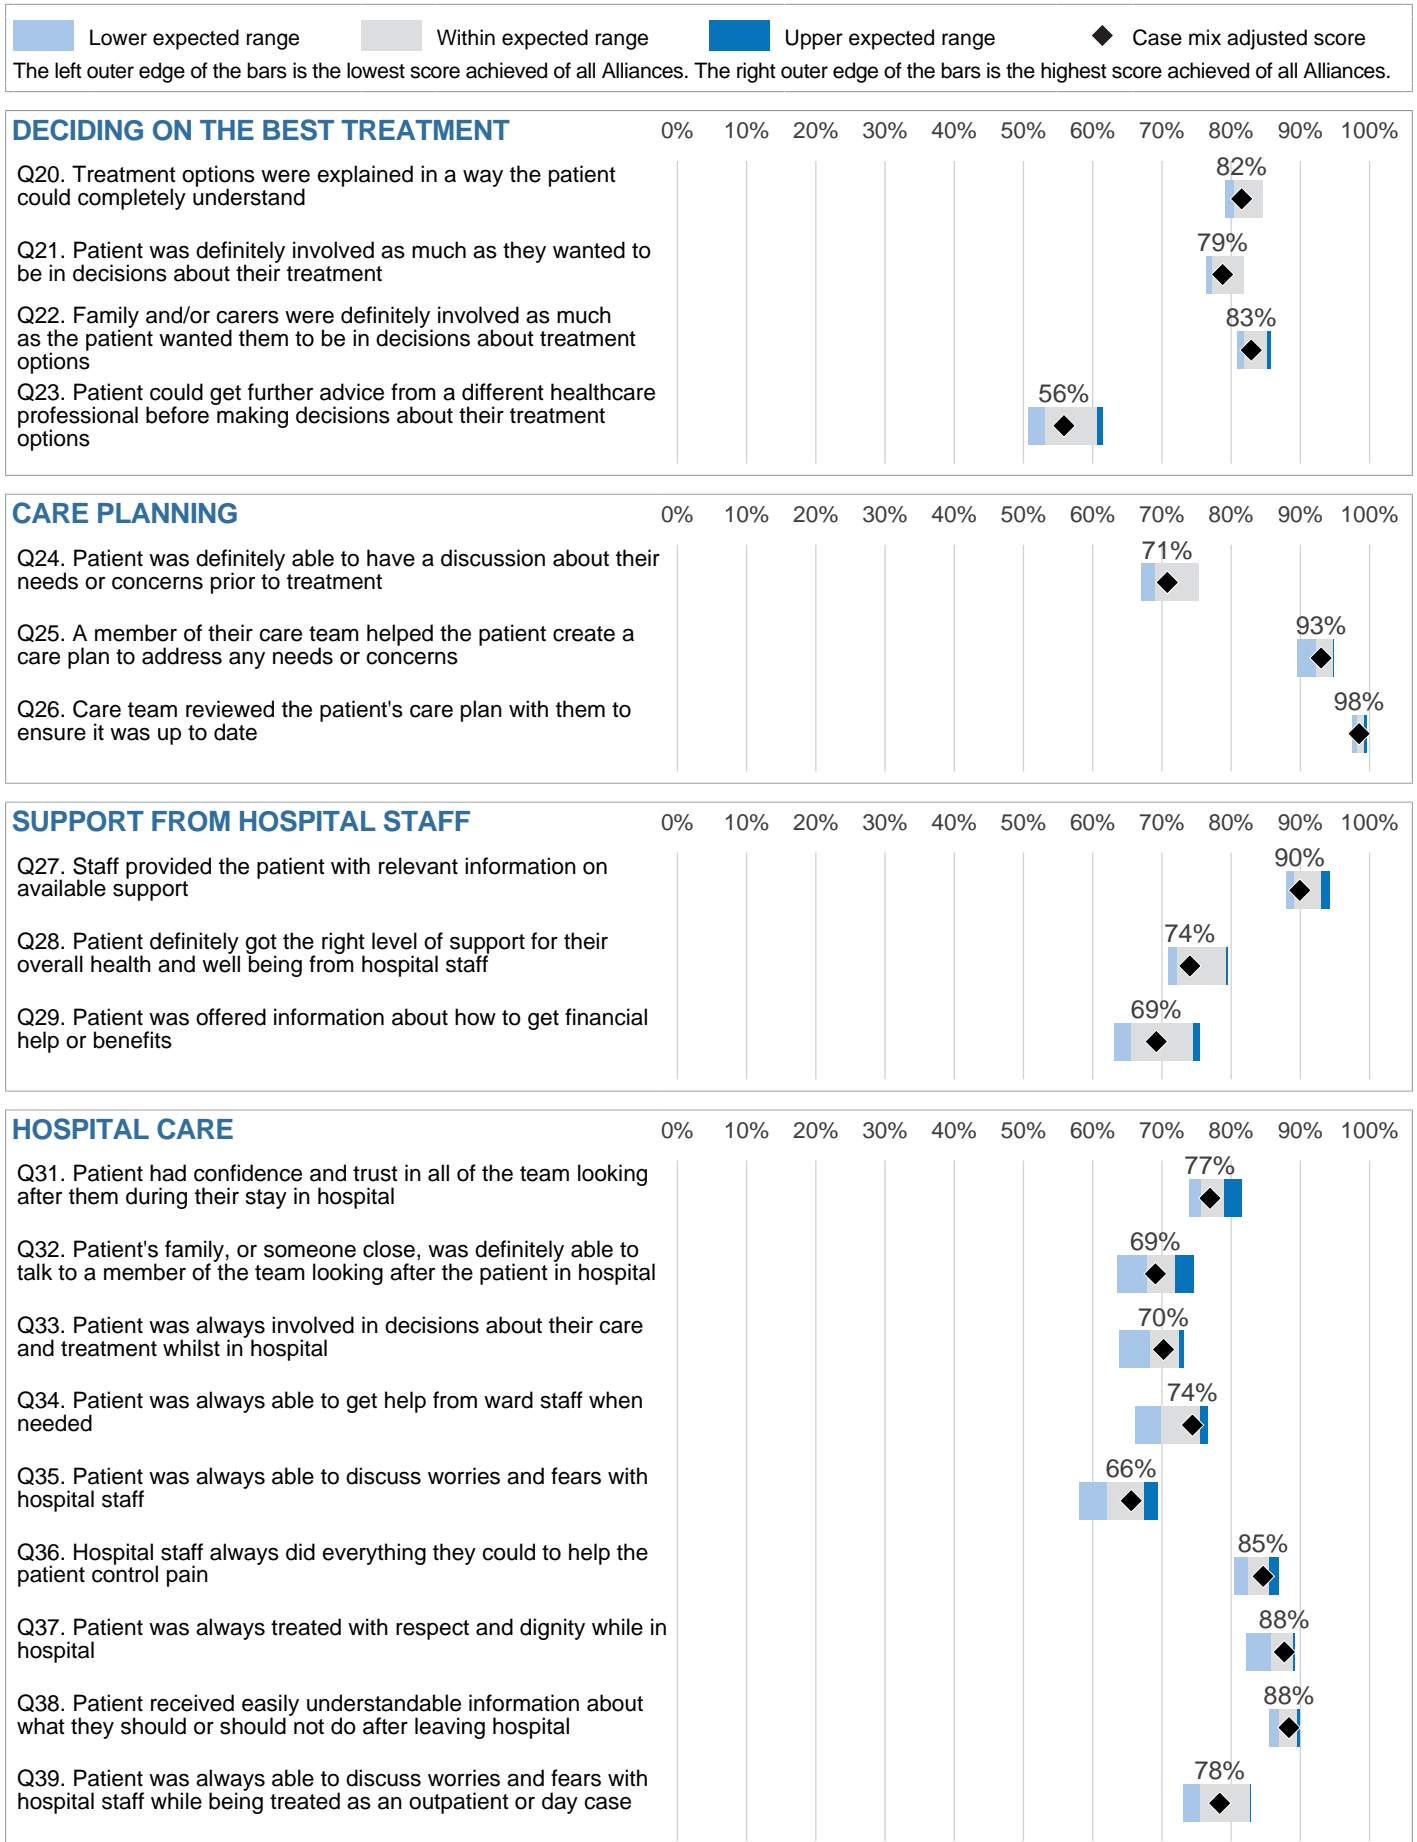 Lower expected range Within expected range Upper expected range Case mix adjusted score
The left outer edge of the bars is the lowest score achieved of all Alliances. The right outer edge of the bars is the highest score achieved of all Alliances.
DECIDING ON THE BEST TREATMENT 0% 10% 20% 30% 40% 50% 60% 70% 80% 90% 100%
82%
Q20. Treatment options were explained in a way the patient
could completely understand
79%
Q21. Patient was definitely involved as much as they wanted to
be in decisions about their treatment
83%
Q22. Family and/or carers were definitely involved as much
as the patient wanted them to be in decisions about treatment
options
56%
Q23. Patient could get further advice from a different healthcare
professional before making decisions about their treatment
options
CARE PLANNING 0% 10% 20% 30% 40% 50% 60% 70% 80% 90% 100%
71%
Q24. Patient was definitely able to have a discussion about their
needs or concerns prior to treatment
93%
Q25. A member of their care team helped the patient create a
care plan to address any needs or concerns
98%
Q26. Care team reviewed the patient's care plan with them to
ensure it was up to date
SUPPORT FROM HOSPITAL STAFF 0% 10% 20% 30% 40% 50% 60% 70% 80% 90% 100%
90%
Q27. Staff provided the patient with relevant information on
available support
74%
Q28. Patient definitely got the right level of support for their
overall health and well being from hospital staff
69%
Q29. Patient was offered information about how to get financial
help or benefits
HOSPITAL CARE 0% 10% 20% 30% 40% 50% 60% 70% 80% 90% 100%
77%
Q31. Patient had confidence and trust in all of the team looking
after them during their stay in hospital
69%
Q32. Patient's family, or someone close, was definitely able to
talk to a member of the team looking after the patient in hospital
70%
Q33. Patient was always involved in decisions about their care
and treatment whilst in hospital
74%
Q34. Patient was always able to get help from ward staff when
needed
66%
Q35. Patient was always able to discuss worries and fears with
hospital staff
85%
Q36. Hospital staff always did everything they could to help the
patient control pain
88%
Q37. Patient was always treated with respect and dignity while in
hospital
88%
Q38. Patient received easily understandable information about
what they should or should not do after leaving hospital
78%
Q39. Patient was always able to discuss worries and fears with
hospital staff while being treated as an outpatient or day case